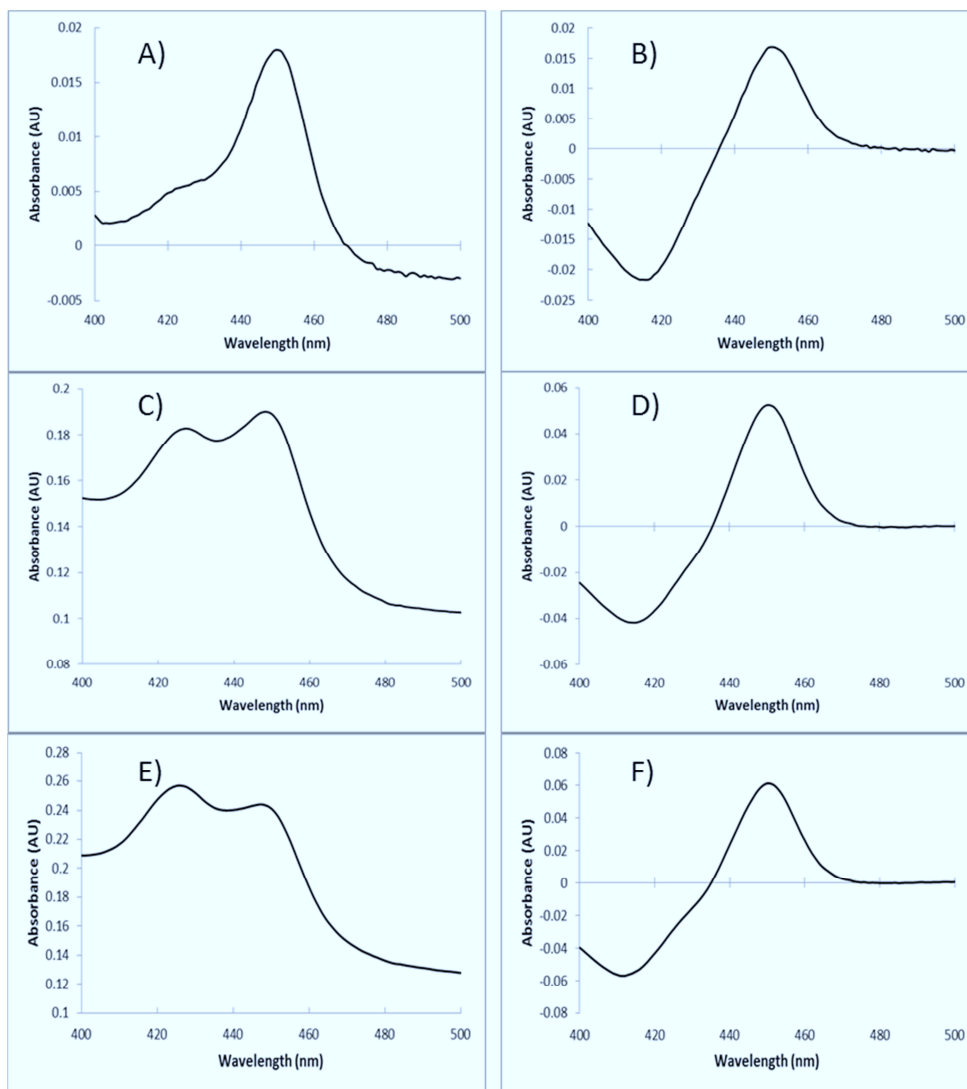 A)
0.02
0.015
0.01
0.005
0
-0.005
Absorbance (AU)
400 420 440 460 480 500
Wavelength (nm)
B)
0.02
0.015
0.01
0.005
0
-0.005
-0.01
-0.015
-0.02
-0.025
Absorbance (AU)
400 420 440 460 480 500
Wavelength (nm)
C)
0.2
0.18
0.16
0.14
0.12
0.1
0.08
Absorbance (AU)
400 420 440 460 480 500
Wavelength (nm)
D)
0.06
0.04
0.02
0
-0.02
-0.04
-0.06
Absorbance (AU)
400 420 440 460 480 500
Wavelength (nm)
E)
0.28
0.26
0.24
0.22
0.2
0.18
0.16
0.14
0.12
0.1
Absorbance (AU)
400 420 440 460 480 500
Wavelength (nm)
F)
0.08
0.06
0.04
0.02
0
-0.02
-0.04
-0.06
-0.08
Absorbance (AU)
400 420 440 460 480 500
Wavelength (nm)